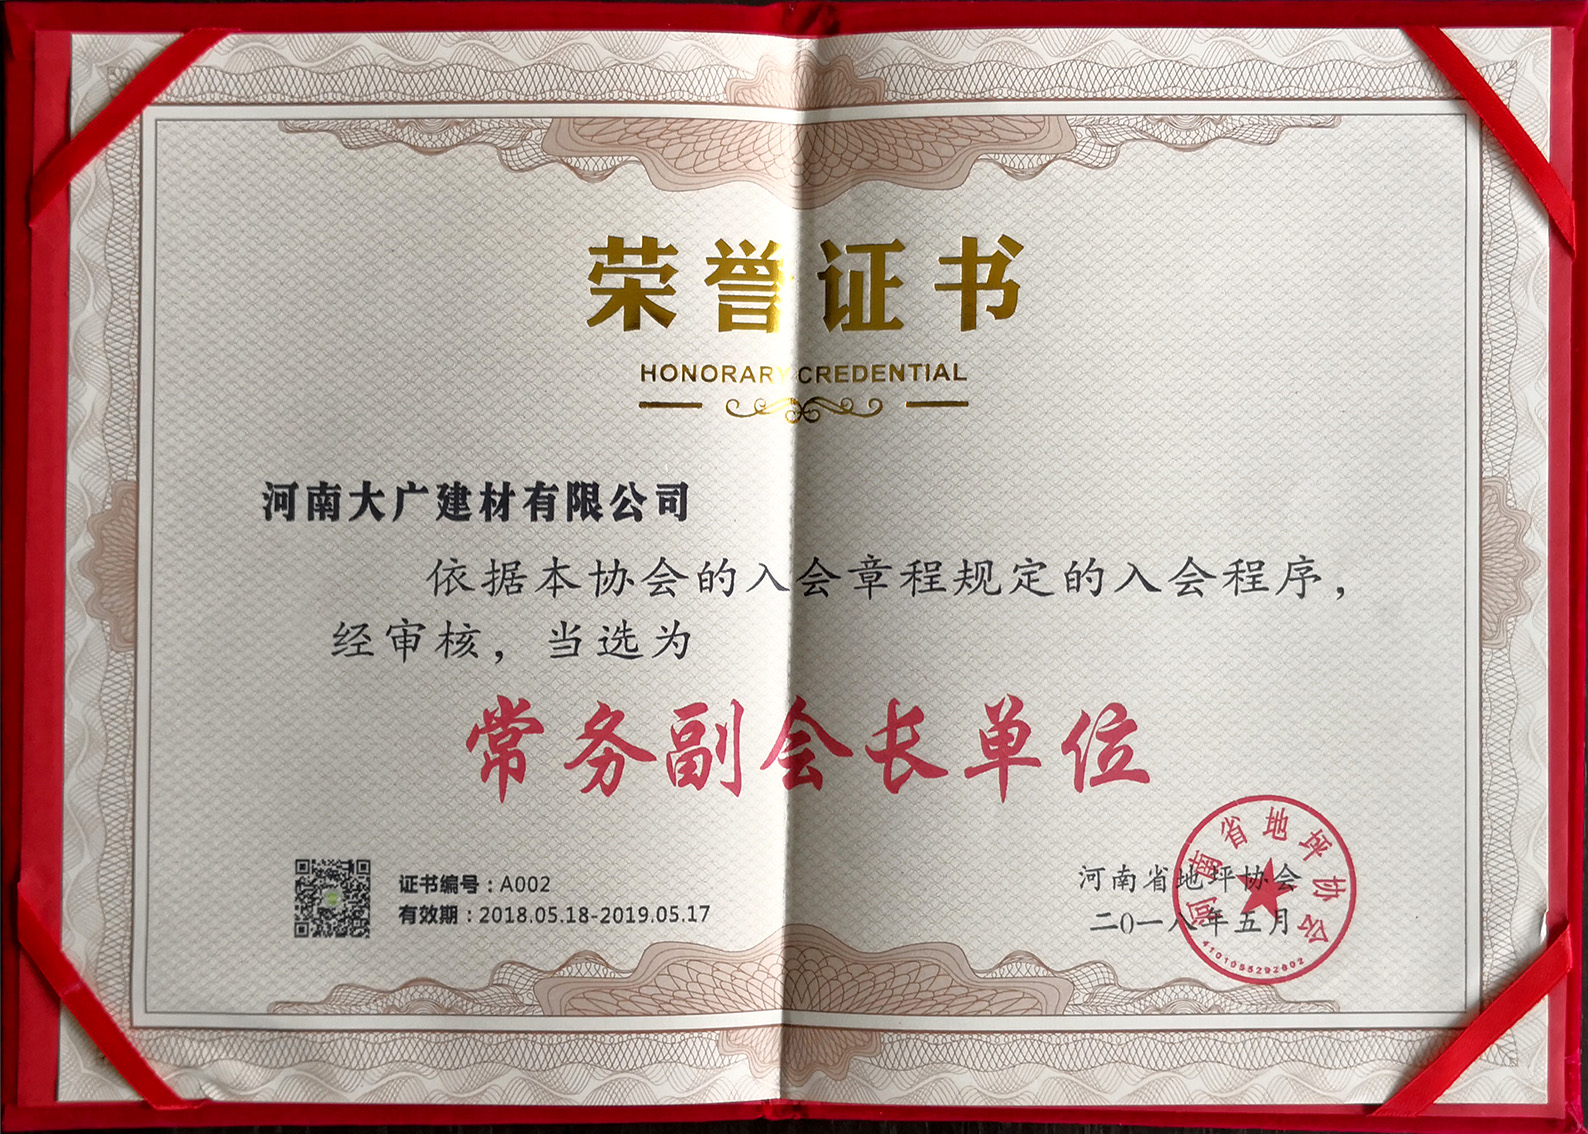 荣誉证书
HONORARY CREDENTIAL
河南大广建材有限公司
依据本协会的入会章程规定的入会程序，
经审核，当选为
常务副会长单位
证书编号：A002
有效期：2018.05.18-2019.05.17
河南省地坪协会
二0一八年五月
河南省地坪协会
4101055292802